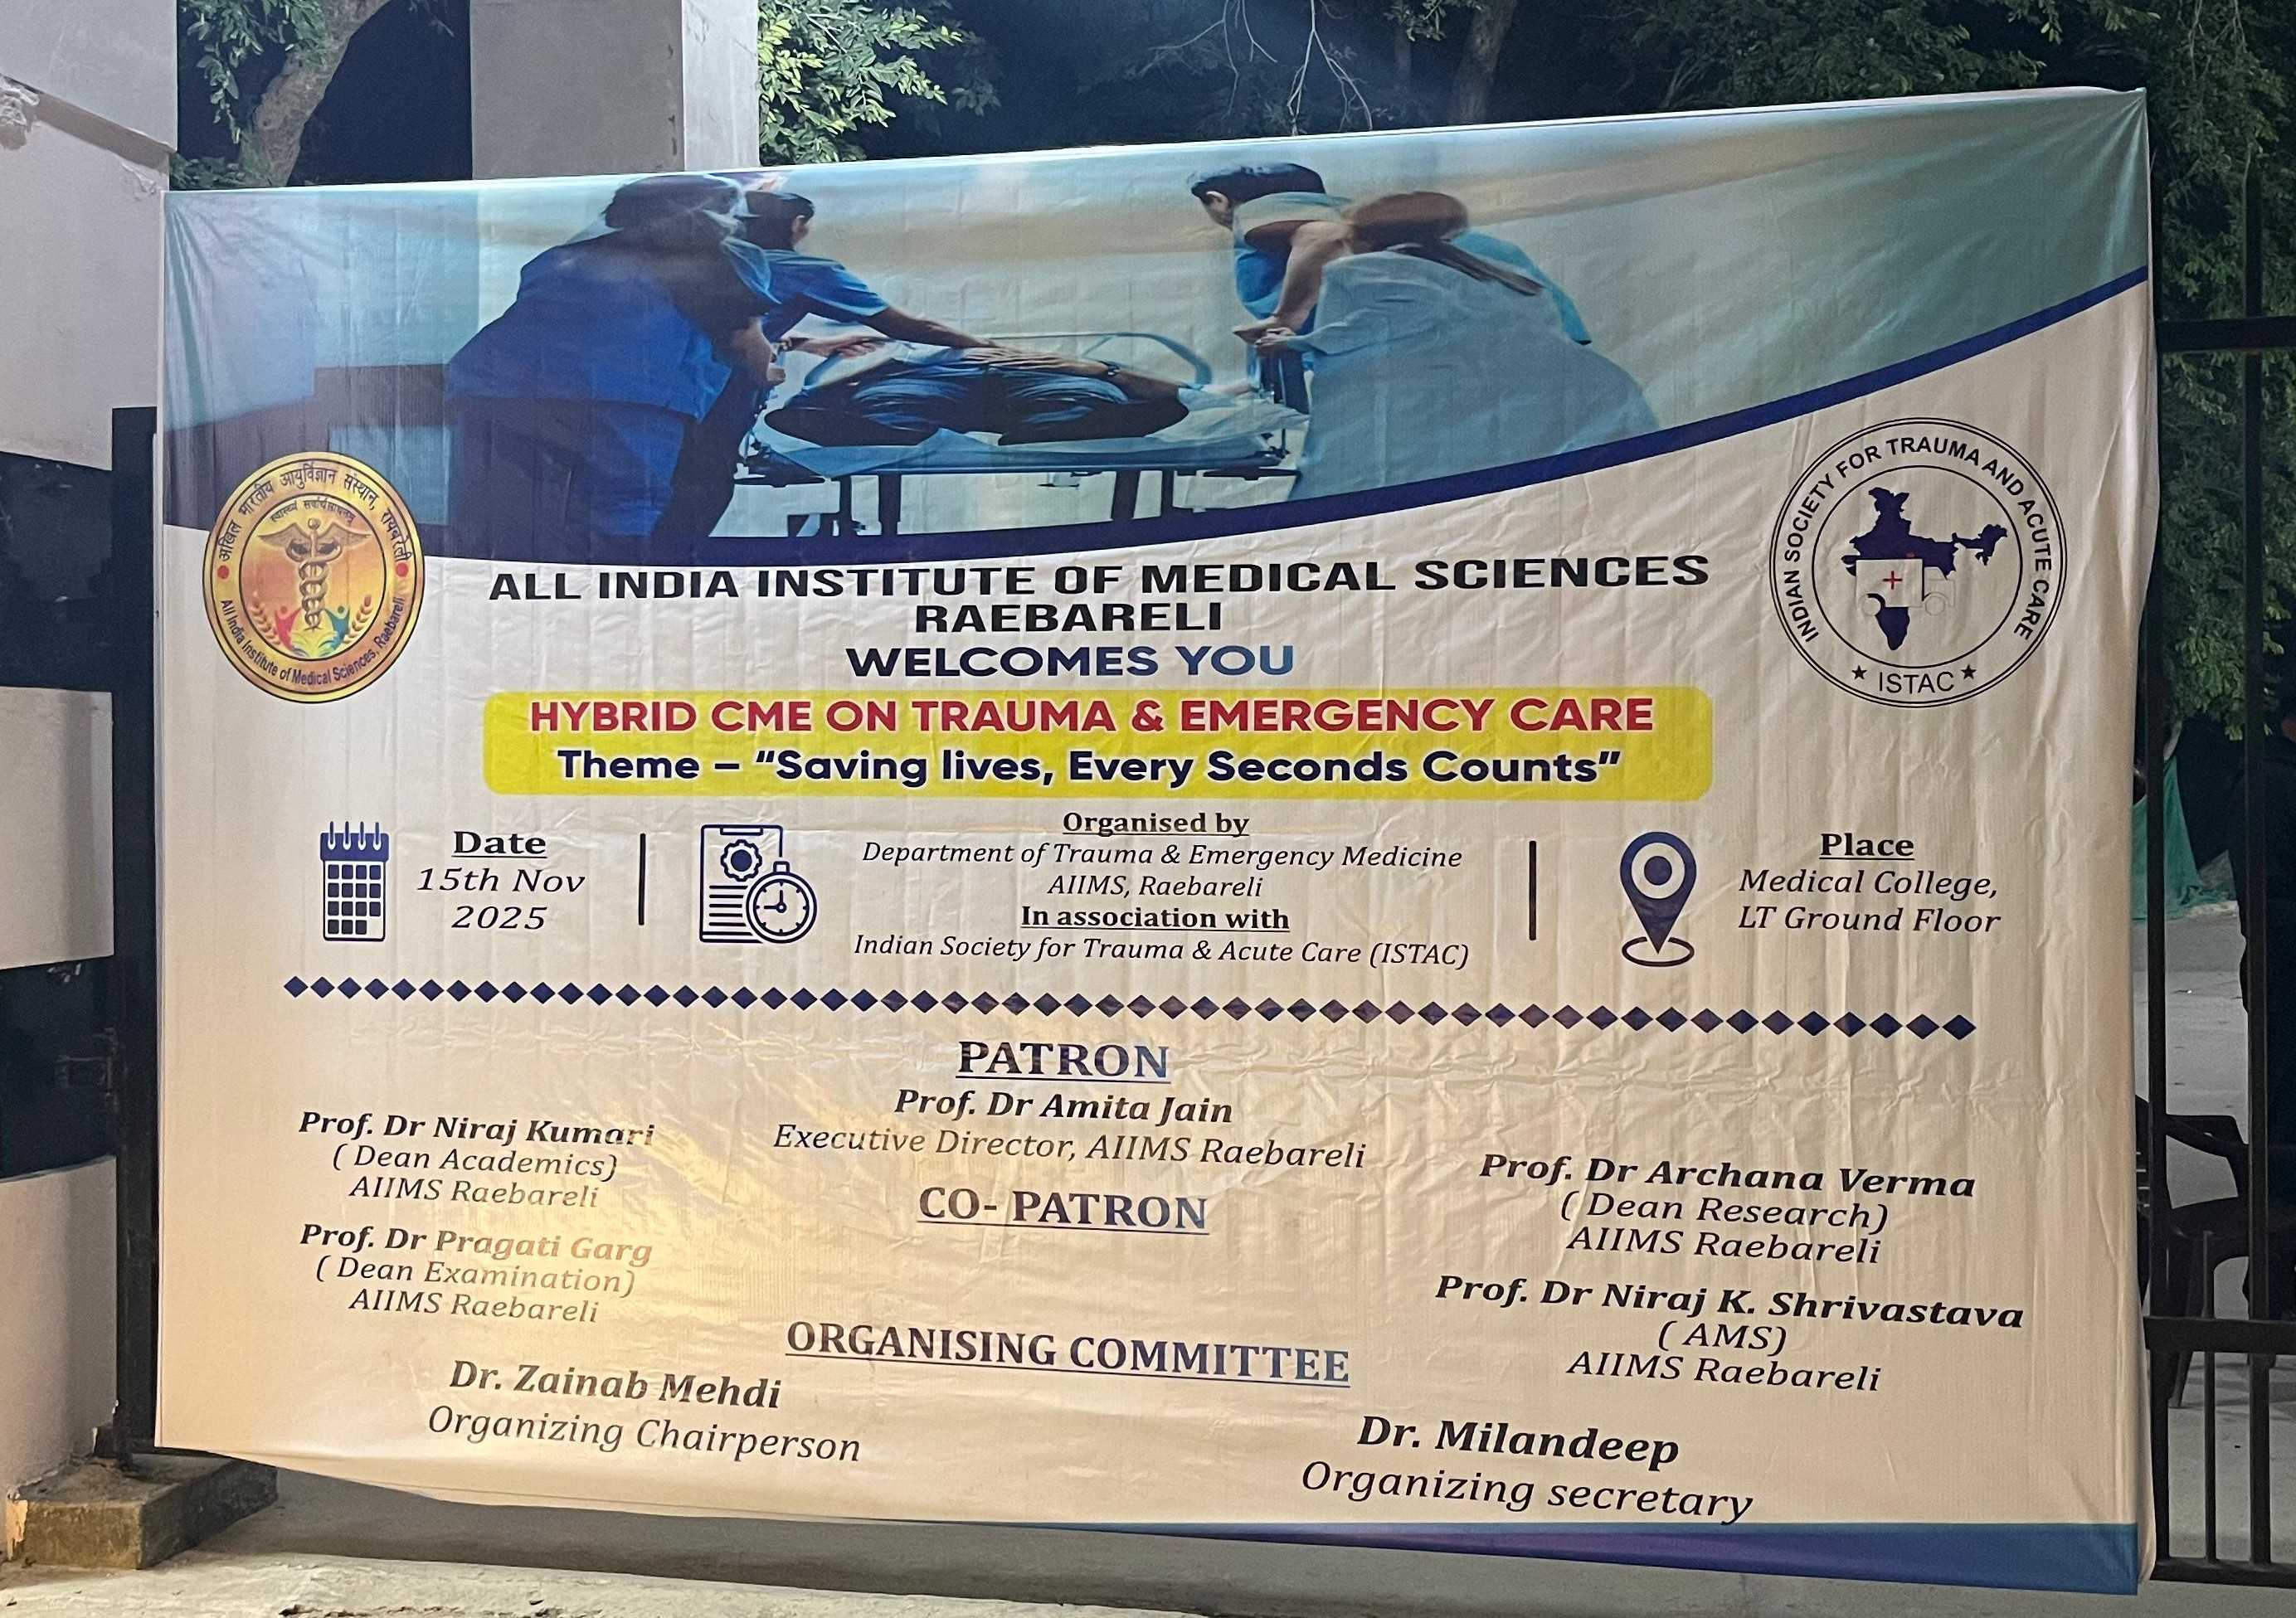 अखिल भारतीय आयुर्विज्ञान संस्थान, रायबरेली
All India Institute of Medical Sciences, Raebareli
INDIAN SOCIETY FOR TRAUMA AND ACUTE CARE
ISTAC
ALL INDIA INSTITUTE OF MEDICAL SCIENCES
RAEBARELI
WELCOMES YOU
HYBRID CME ON TRAUMA & EMERGENCY CARE
Theme – “Saving lives, Every Seconds Counts”
Date
15th Nov
2025
Organised by
Department of Trauma & Emergency Medicine
AIIMS, Raebareli
In association with
Indian Society for Trauma & Acute Care (ISTAC)
Place
Medical College,
LT Ground Floor
PATRON
Prof. Dr Amita Jain
Executive Director, AIIMS Raebareli
CO- PATRON
Prof. Dr Niraj Kumari
( Dean Academics)
AIIMS Raebareli
Prof. Dr Pragati Garg
( Dean Examination)
AIIMS Raebareli
Prof. Dr Archana Verma
( Dean Research)
AIIMS Raebareli
Prof. Dr Niraj K. Shrivastava
( AMS)
AIIMS Raebareli
ORGANISING COMMITTEE
Dr. Zainab Mehdi
Organizing Chairperson
Dr. Milandeep
Organizing secretary